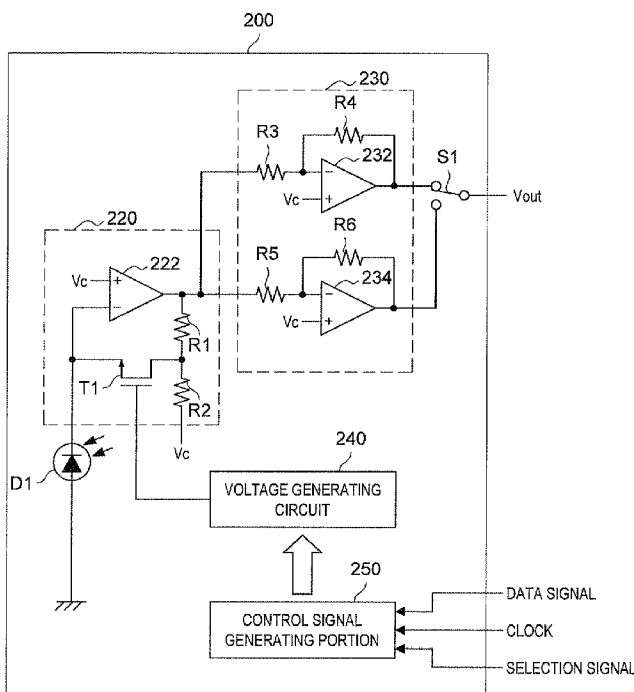 200
230
R4
R3
232
S1
Vc
Vout
220
R6
R5
222
234
Vc
Vc
+
−
−
+
−
+
R1
T1
R2
Vc
D1
240
VOLTAGE GENERATING
CIRCUIT
250
CONTROL SIGNAL
GENERATING PORTION
DATA SIGNAL
CLOCK
SELECTION SIGNAL